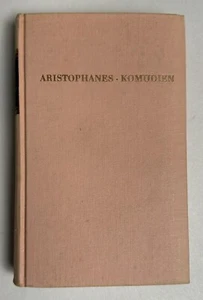 ARISTOPHANES · KOMÖDIEN